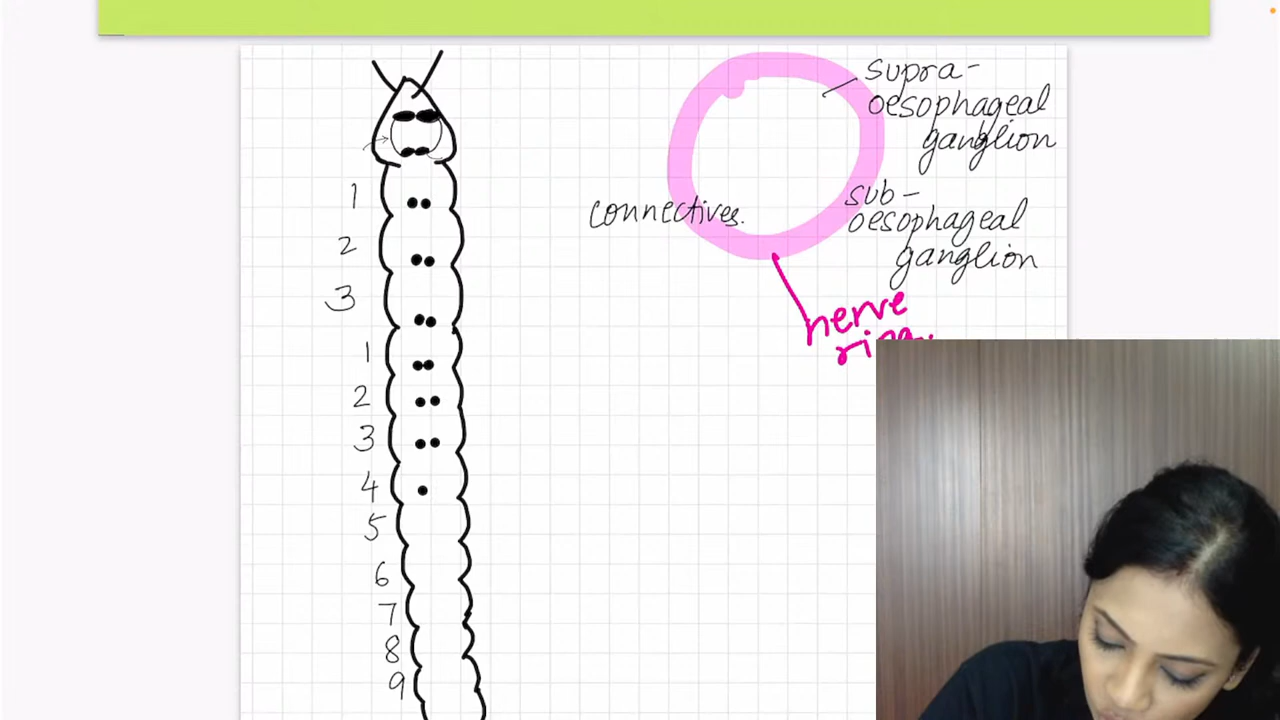 supra-
oesophageal
ganglion
sub-
oesophageal
ganglion
connectives.
nerve
ring.
1
2
3
1
2
3
4
5
6
7
8
9